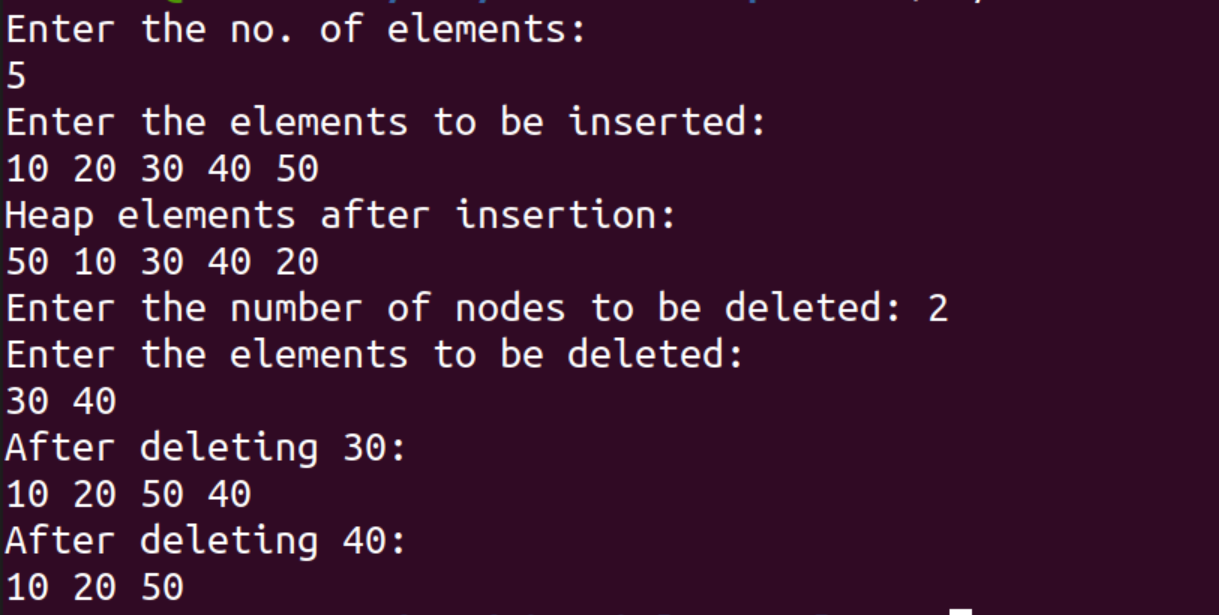 Enter the no. of elements:
5
Enter the elements to be inserted:
10 20 30 40 50
Heap elements after insertion:
50 10 30 40 20
Enter the number of nodes to be deleted: 2
Enter the elements to be deleted:
30 40
After deleting 30:
10 20 50 40
After deleting 40:
10 20 50